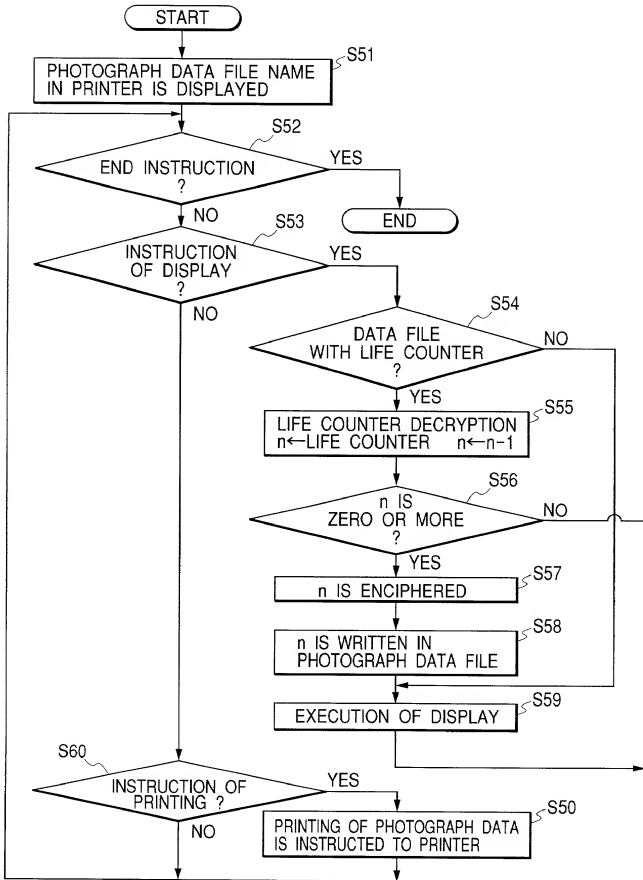 START
S51
PHOTOGRAPH DATA FILE NAME
IN PRINTER IS DISPLAYED
S52
END INSTRUCTION
?
YES
NO
END
S53
INSTRUCTION
OF DISPLAY
?
YES
NO
S54
DATA FILE
WITH LIFE COUNTER
?
NO
YES
S55
LIFE COUNTER DECRYPTION
n←LIFE COUNTER n←n-1
S56
n IS
ZERO OR MORE
?
NO
YES
S57
n IS ENCIPHERED
S58
n IS WRITTEN IN
PHOTOGRAPH DATA FILE
S59
EXECUTION OF DISPLAY
S60
INSTRUCTION OF
PRINTING ?
YES
NO
S50
PRINTING OF PHOTOGRAPH DATA
IS INSTRUCTED TO PRINTER